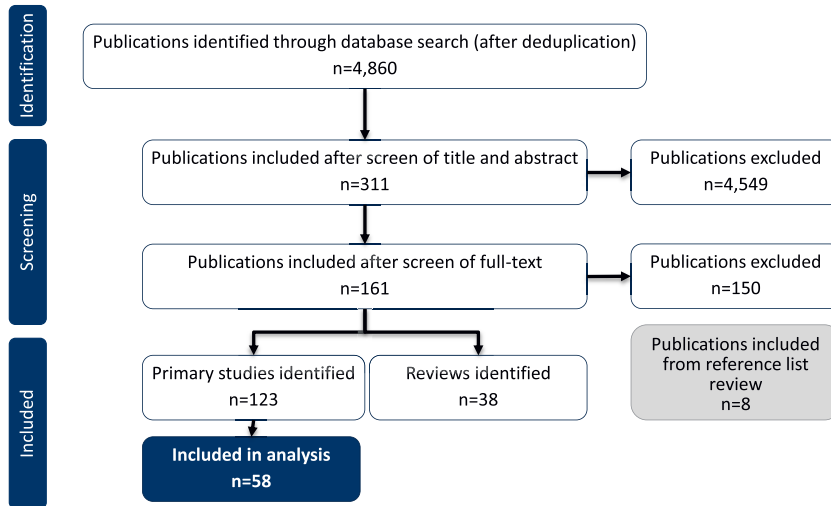 Identification
Publications identified through database search (after deduplication)
n=4,860
Screening
Publications included after screen of title and abstract
n=311
Publications excluded
n=4,549
Publications included after screen of full-text
n=161
Publications excluded
n=150
Included
Primary studies identified
n=123
Reviews identified
n=38
Publications included
from reference list
review
n=8
Included in analysis
n=58